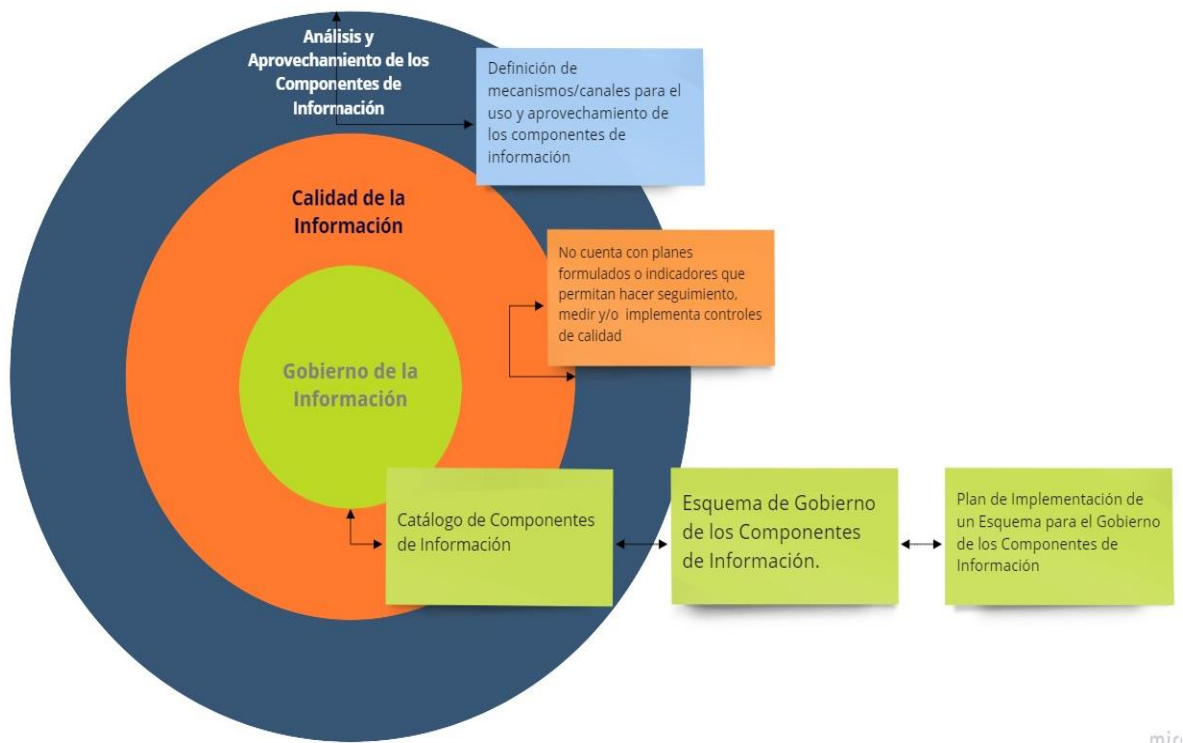 Análisis y
Aprovechamiento de los
Componentes de
Información
Definición de
mecanismos/canales para el
uso y aprovechamiento de
los componentes de
información
Calidad de la
Información
No cuenta con planes
formulados o indicadores que
permitan hacer seguimiento,
medir y/o implementa controles
de calidad
Gobierno de la
Información
Catálogo de Componentes
de Información
Esquema de Gobierno
de los Componentes
de Información.
Plan de Implementación de
un Esquema para el Gobierno
de los Componentes de
Información